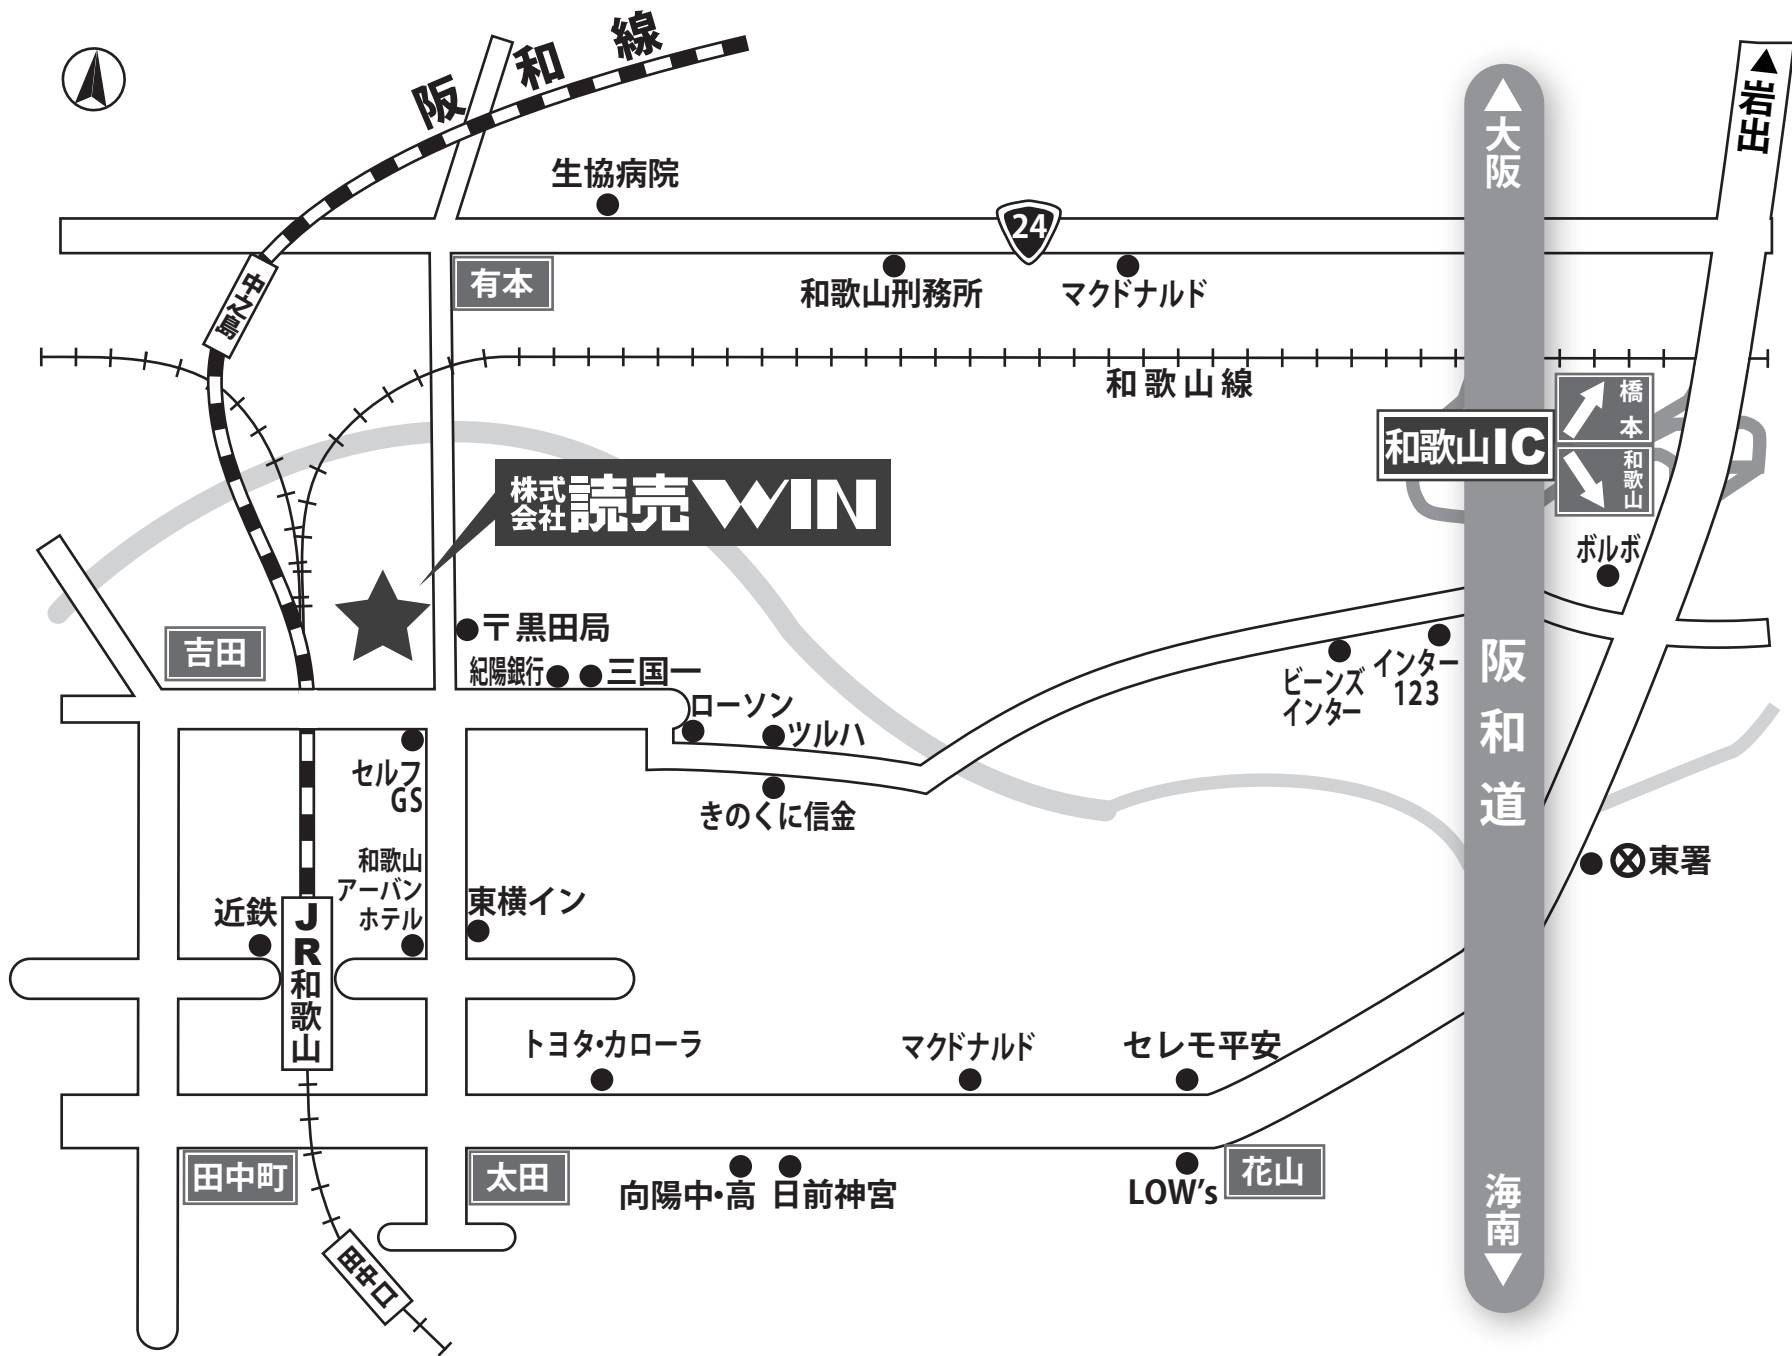 阪和線
▲岩出
▲大阪
生協病院
24
有本
和歌山刑務所
マクドナルド
中之島
和歌山線
橋本
和歌山IC
和歌山
株式会社読売WIN
ボルボ
〒黒田局
吉田
紀陽銀行
三国一
ローソン
ツルハ
ビーンズ
インター
インター
123
阪和道
セルフ
GS
きのくに信金
和歌山
アーバン
ホテル
東署
近鉄
東横イン
JR和歌山
トヨタ・カローラ
マクドナルド
セレモ平安
田中町
太田
向陽中・高
日前神宮
LOW's
花山
海南▼
田井口